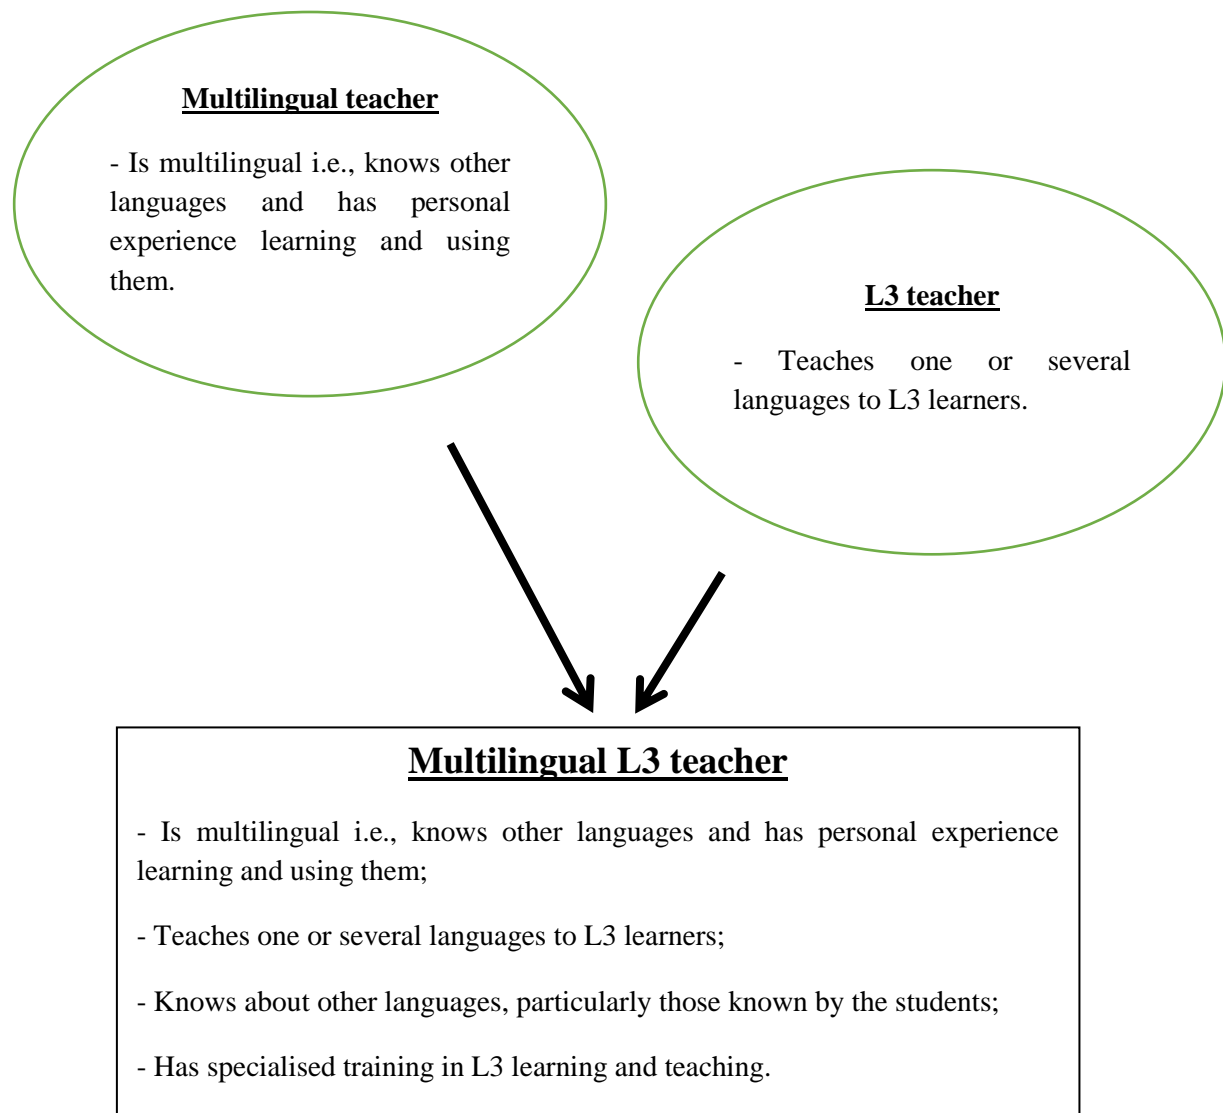 Multilingual teacher
- Is multilingual i.e., knows other
languages and has personal
experience learning and using
them.
L3 teacher
- Teaches one or several
languages to L3 learners.
Multilingual L3 teacher
- Is multilingual i.e., knows other languages and has personal experience
learning and using them;
- Teaches one or several languages to L3 learners;
- Knows about other languages, particularly those known by the students;
- Has specialised training in L3 learning and teaching.